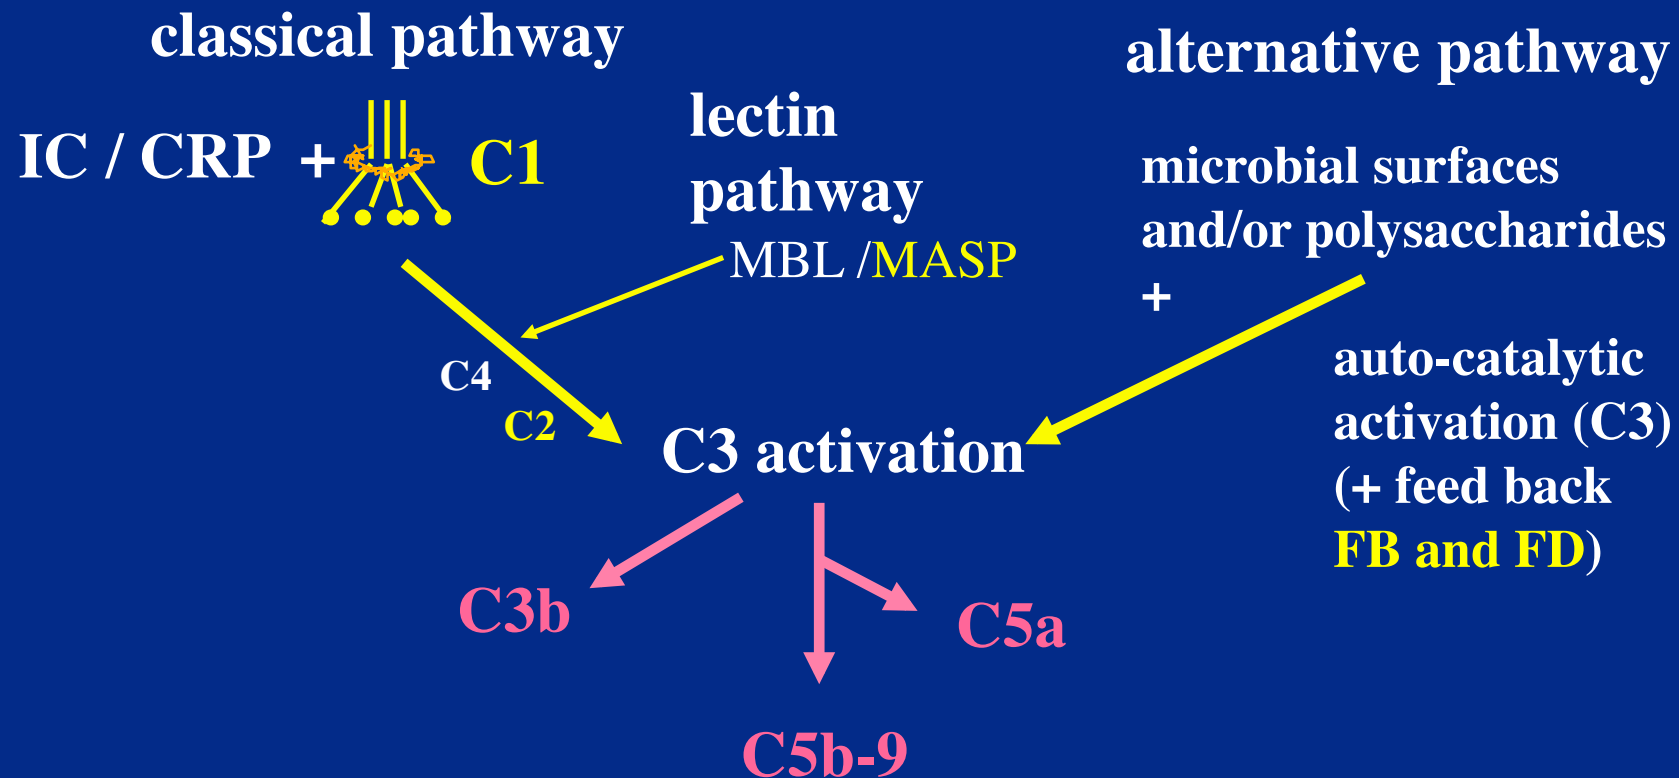 classical pathway
IC / CRP + C1
lectin
pathway
MBL /MASP
alternative pathway
microbial surfaces
and/or polysaccharides
+
auto-catalytic
activation (C3)
(+ feed back
FB and FD)
C4
C2
C3 activation
C3b
C5a
C5b-9